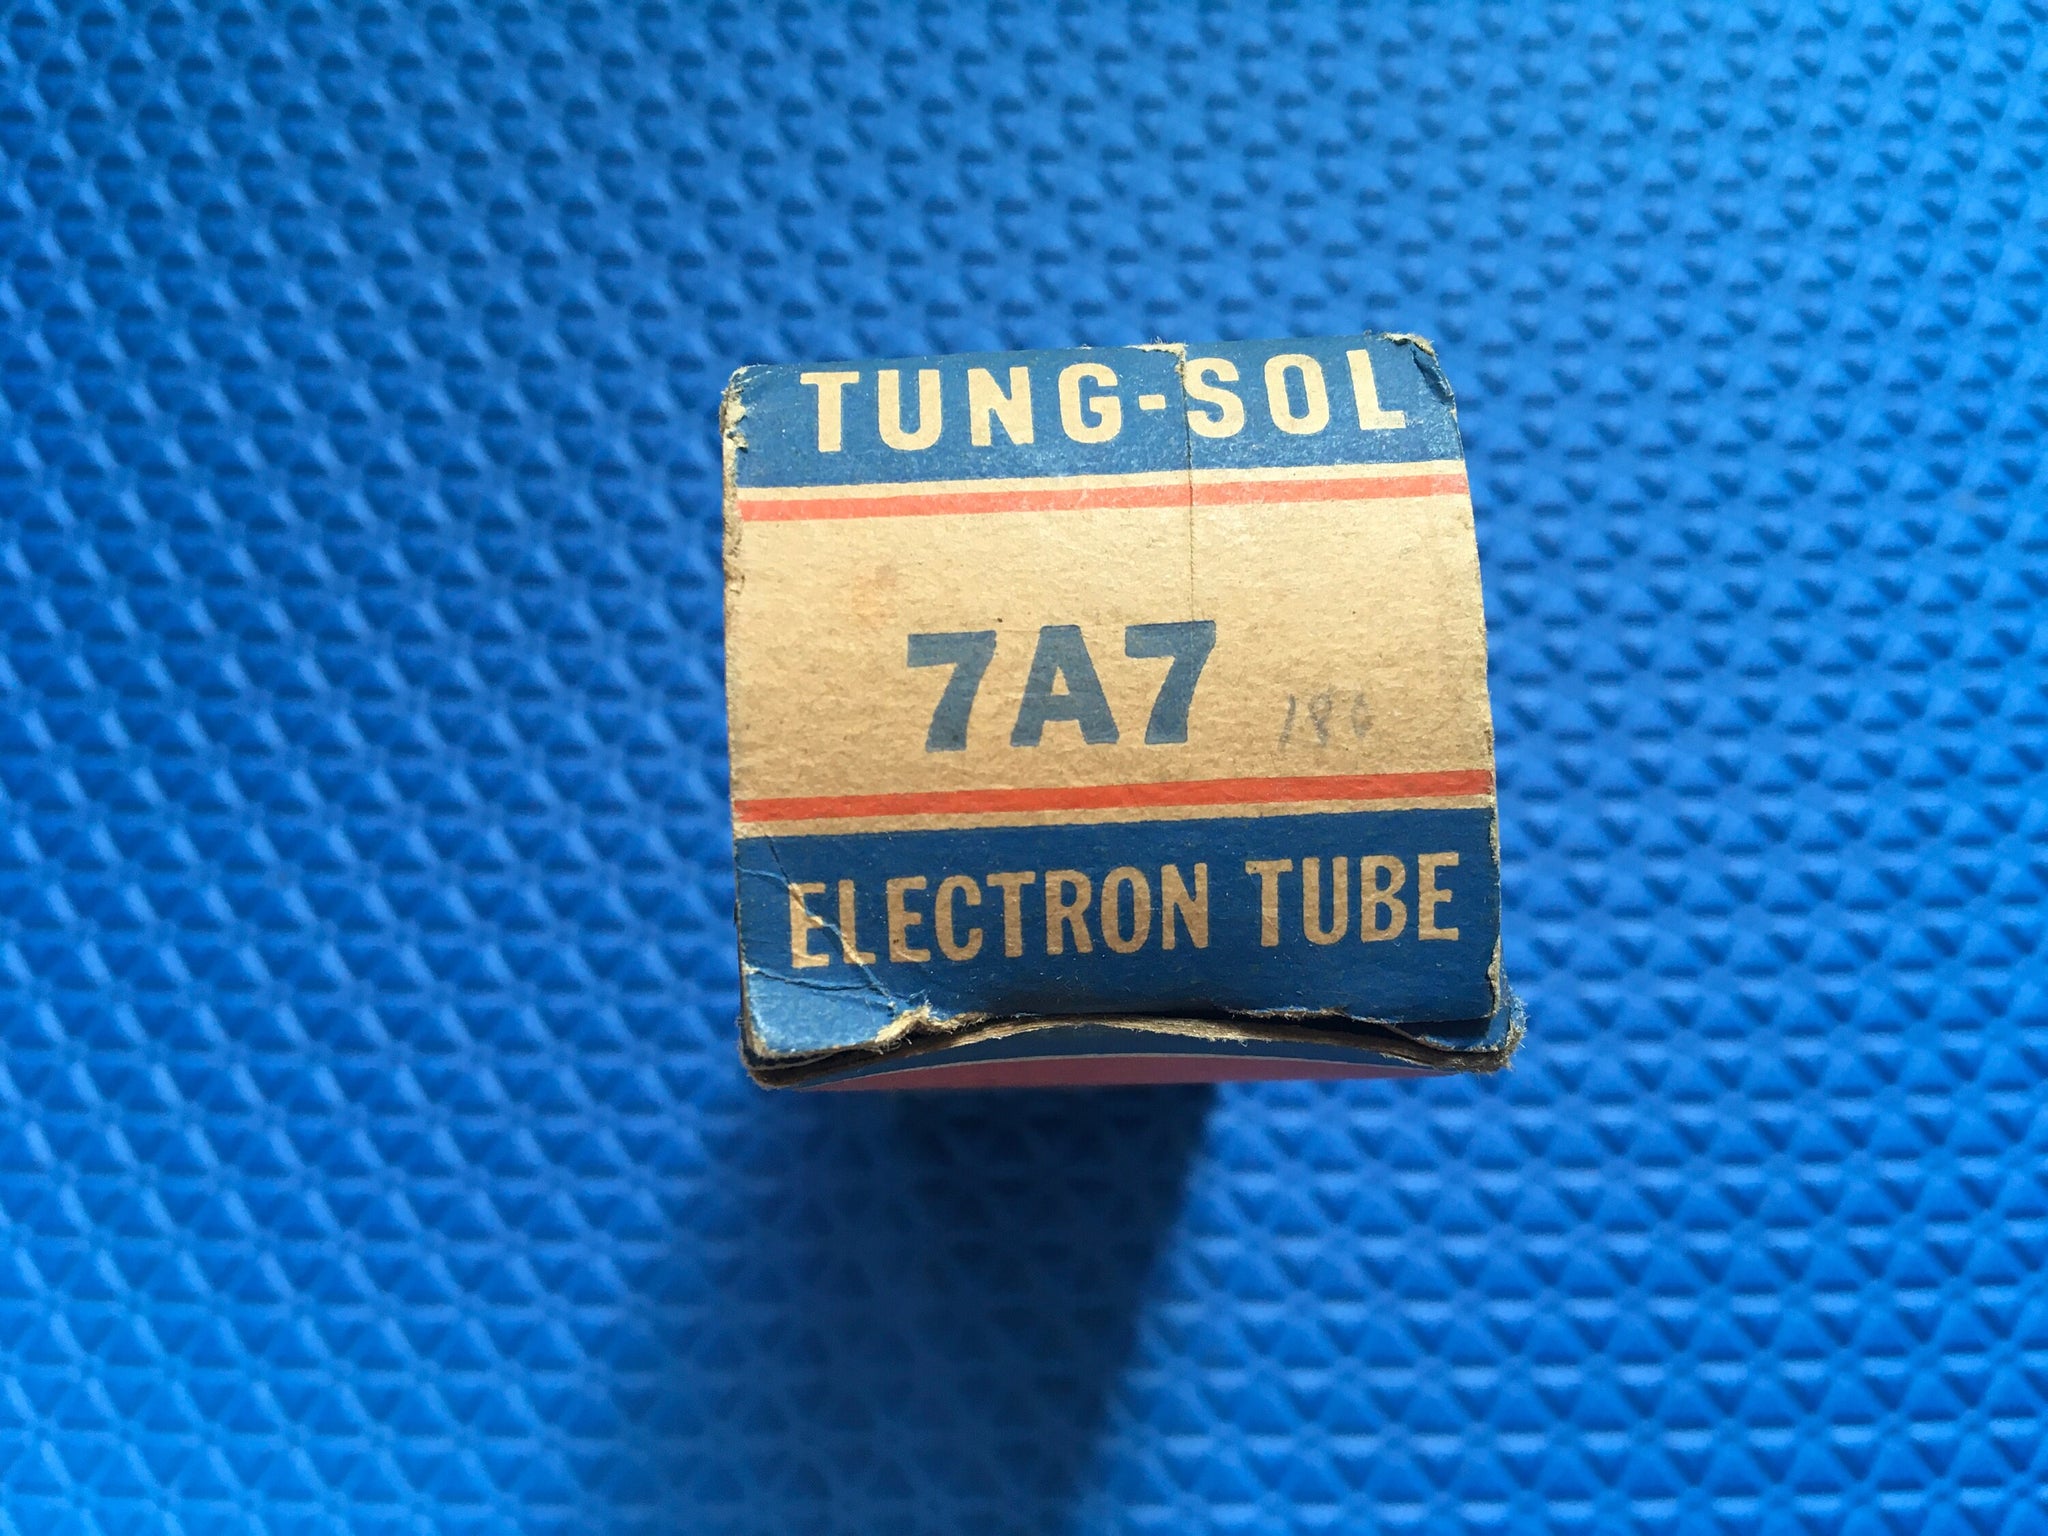 TUNG-SOL
7A7
ELECTRON TUBE